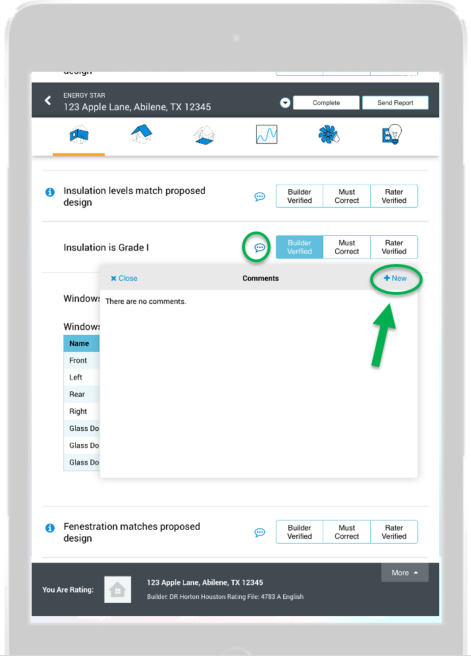 design
ENERGY STAR
123 Apple Lane, Abilene, TX 12345
Complete
Send Report
Insulation levels match proposed
design
Builder
Verified
Must
Correct
Rater
Verified
Insulation is Grade I
Builder
Verified
Must
Correct
Rater
Verified
× Close
Comments
+ New
There are no comments.
Window
Window
Name
Front
Left
Rear
Right
Glass Do
Glass Do
Glass Do
Fenestration matches proposed
design
Builder
Verified
Must
Correct
Rater
Verified
More
You Are Rating:
123 Apple Lane, Abilene, TX 12345
Builder: DR Horton Houston Rating File: 4783 A English